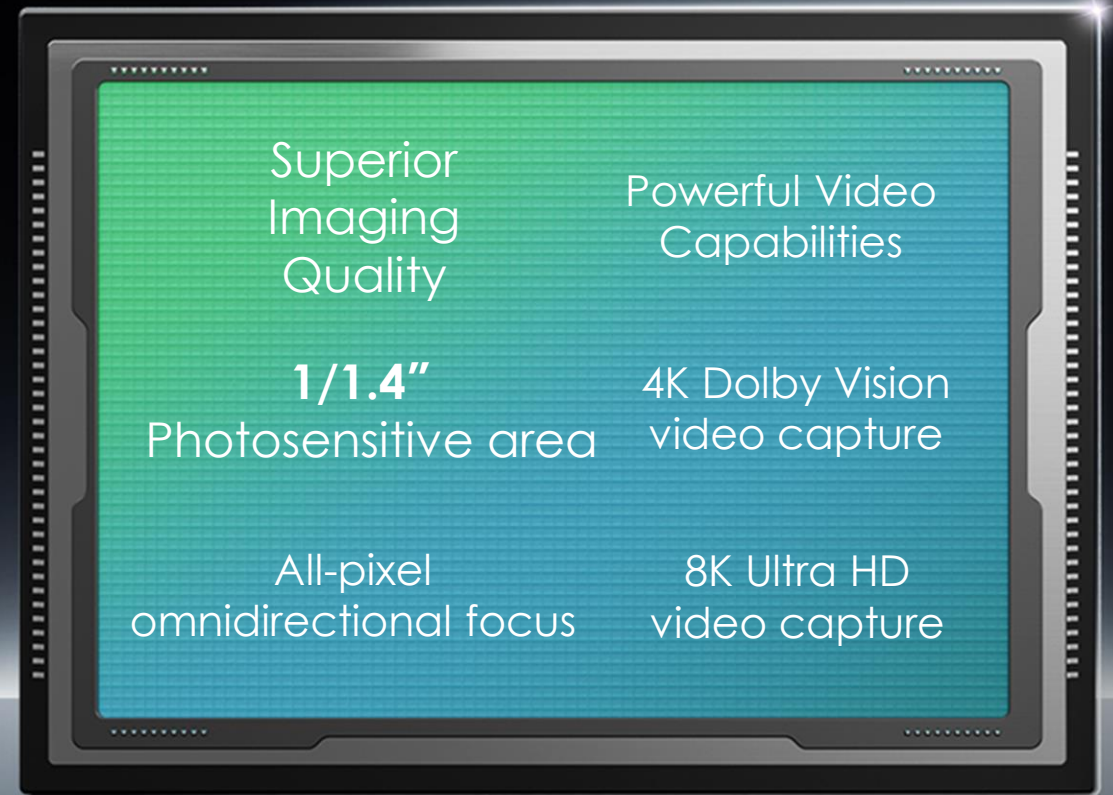 Superior
Imaging
Quality
1/1.4”
Photosensitive area
All-pixel
omnidirectional focus
Powerful Video
Capabilities
4K Dolby Vision
video capture
8K Ultra HD
video capture